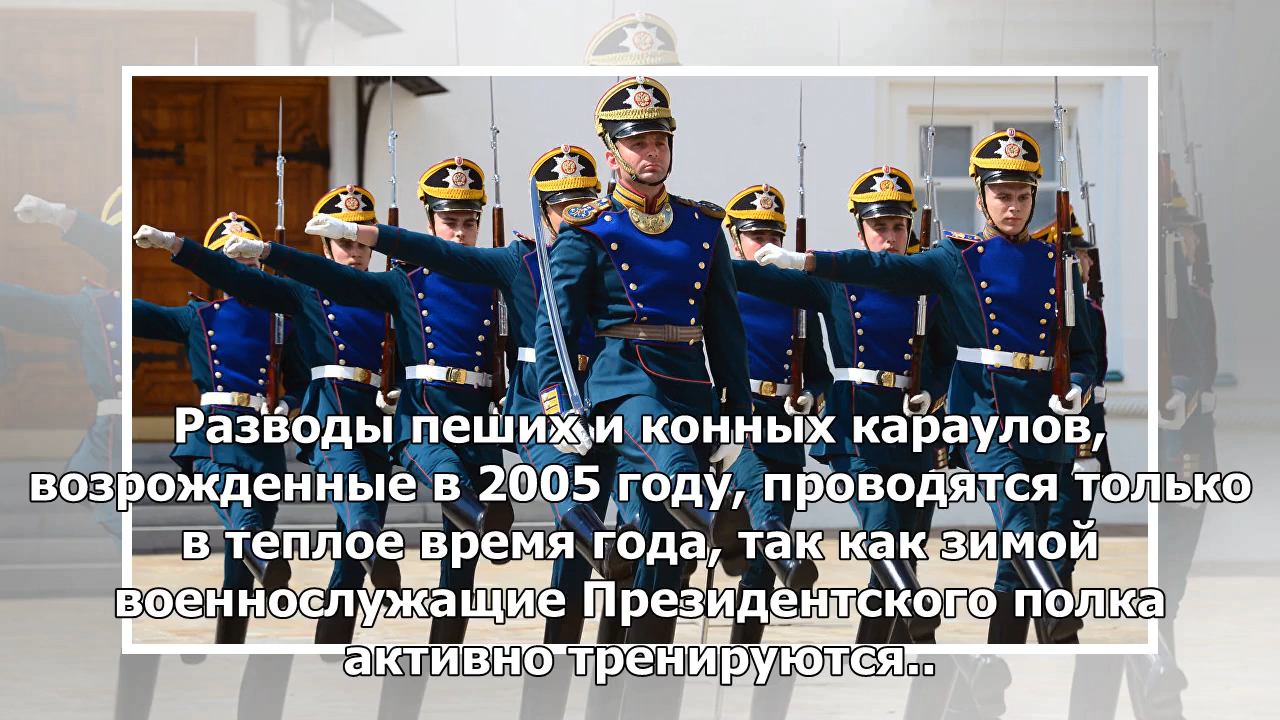 Разводы пеших и конных караулов,
возрожденные в 2005 году, проводятся только
в теплое время года, так как зимой
военнослужащие Президентского полка
активно тренируются..